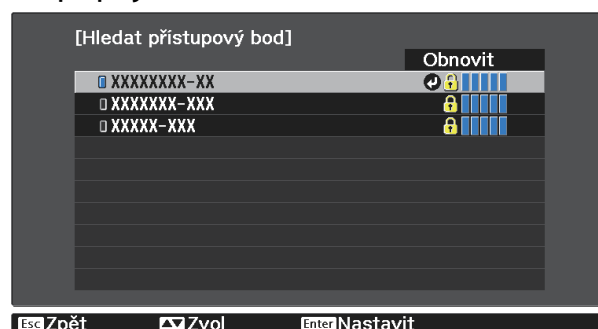 [Hledat přístupový bod]
Obnovit
XXXXXXXX-XX
XXXXXXX-XXX
XXXXX-XXX
Esc Zpět Zvol Enter Nastavit